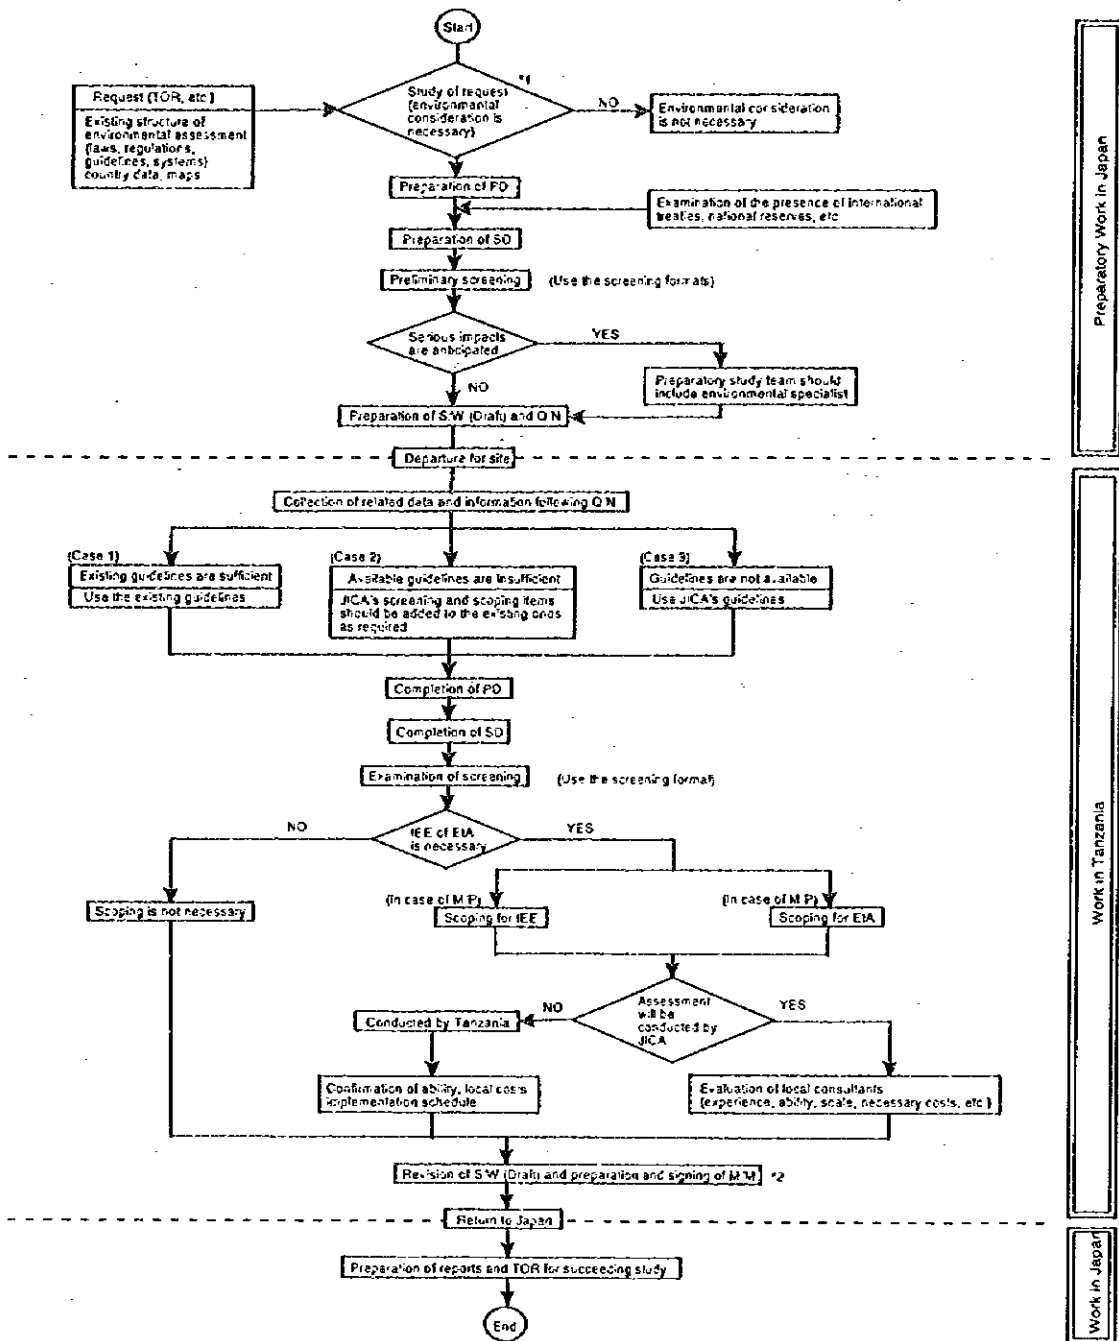 Start
*1
Request (TOR, etc.)
Existing structure of
environmental assessment
(laws, regulations,
guidelines, systems)
country data, maps
Study of request
(environmental
consideration is
necessary)
NO
Environmental consideration
is not necessary
Preparation of PD
Examination of the presence of international
treaties, national reserves, etc
Preparation of SD
Preliminary screening
(Use the screening formats)
Serious impacts
are anticipated
YES
NO
Preparatory study team should
include environmental specialist
Preparation of S/W (Draft) and Q/N
Departure for site
Collection of related data and information following Q/N
(Case 1)
Existing guidelines are sufficient
Use the existing guidelines
(Case 2)
Available guidelines are insufficient
JICA's screening and scoping items
should be added to the existing ones
as required
(Case 3)
Guidelines are not available
Use JICA's guidelines
Completion of PD
Completion of SD
Examination of screening
(Use the screening format)
NO
IEE of EIA
is necessary
YES
Scoping is not necessary
(In case of M/P)
Scoping for IEE
(In case of M/P)
Scoping for EIA
NO
Assessment
will be
conducted by
JICA
YES
Conducted by Tanzania
Confirmation of ability, local costs
implementation schedule
Evaluation of local consultants
(experience, ability, scale, necessary costs, etc.)
Revision of S/W (Draft) and preparation and signing of M/M
*2
Return to Japan
Preparation of reports and TOR for succeeding study
End
Preparatory Work in Japan
Work in Tanzania
Work in Japan